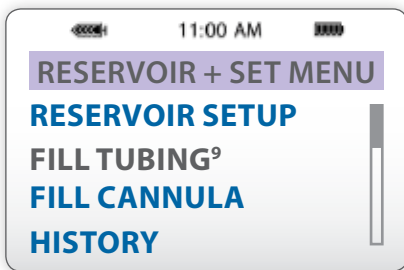 11:00 AM
RESERVOIR + SET MENU
RESERVOIR SETUP
FILL TUBING⁹
FILL CANNULA
HISTORY